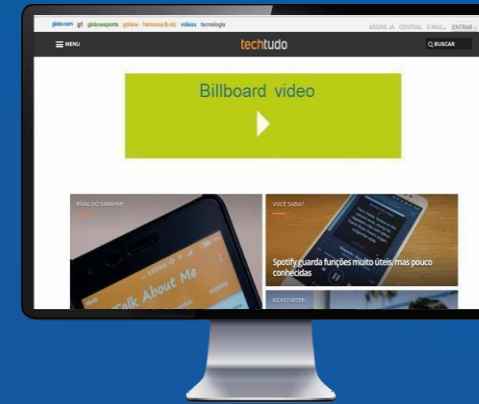 globo.com g1 globoesporte gshow famosos & etc vídeos tecnologia
ASSINE JÁ CENTRAL E-MAIL ENTRAR
MENU
techtudo
BUSCAR
Billboard video
RIVAL DO SARAHAH
Talk About Me
explore
VOCÊ SABIA?
Spotify guarda funções muito úteis, mas pouco
conhecidas
KICKSTARTER